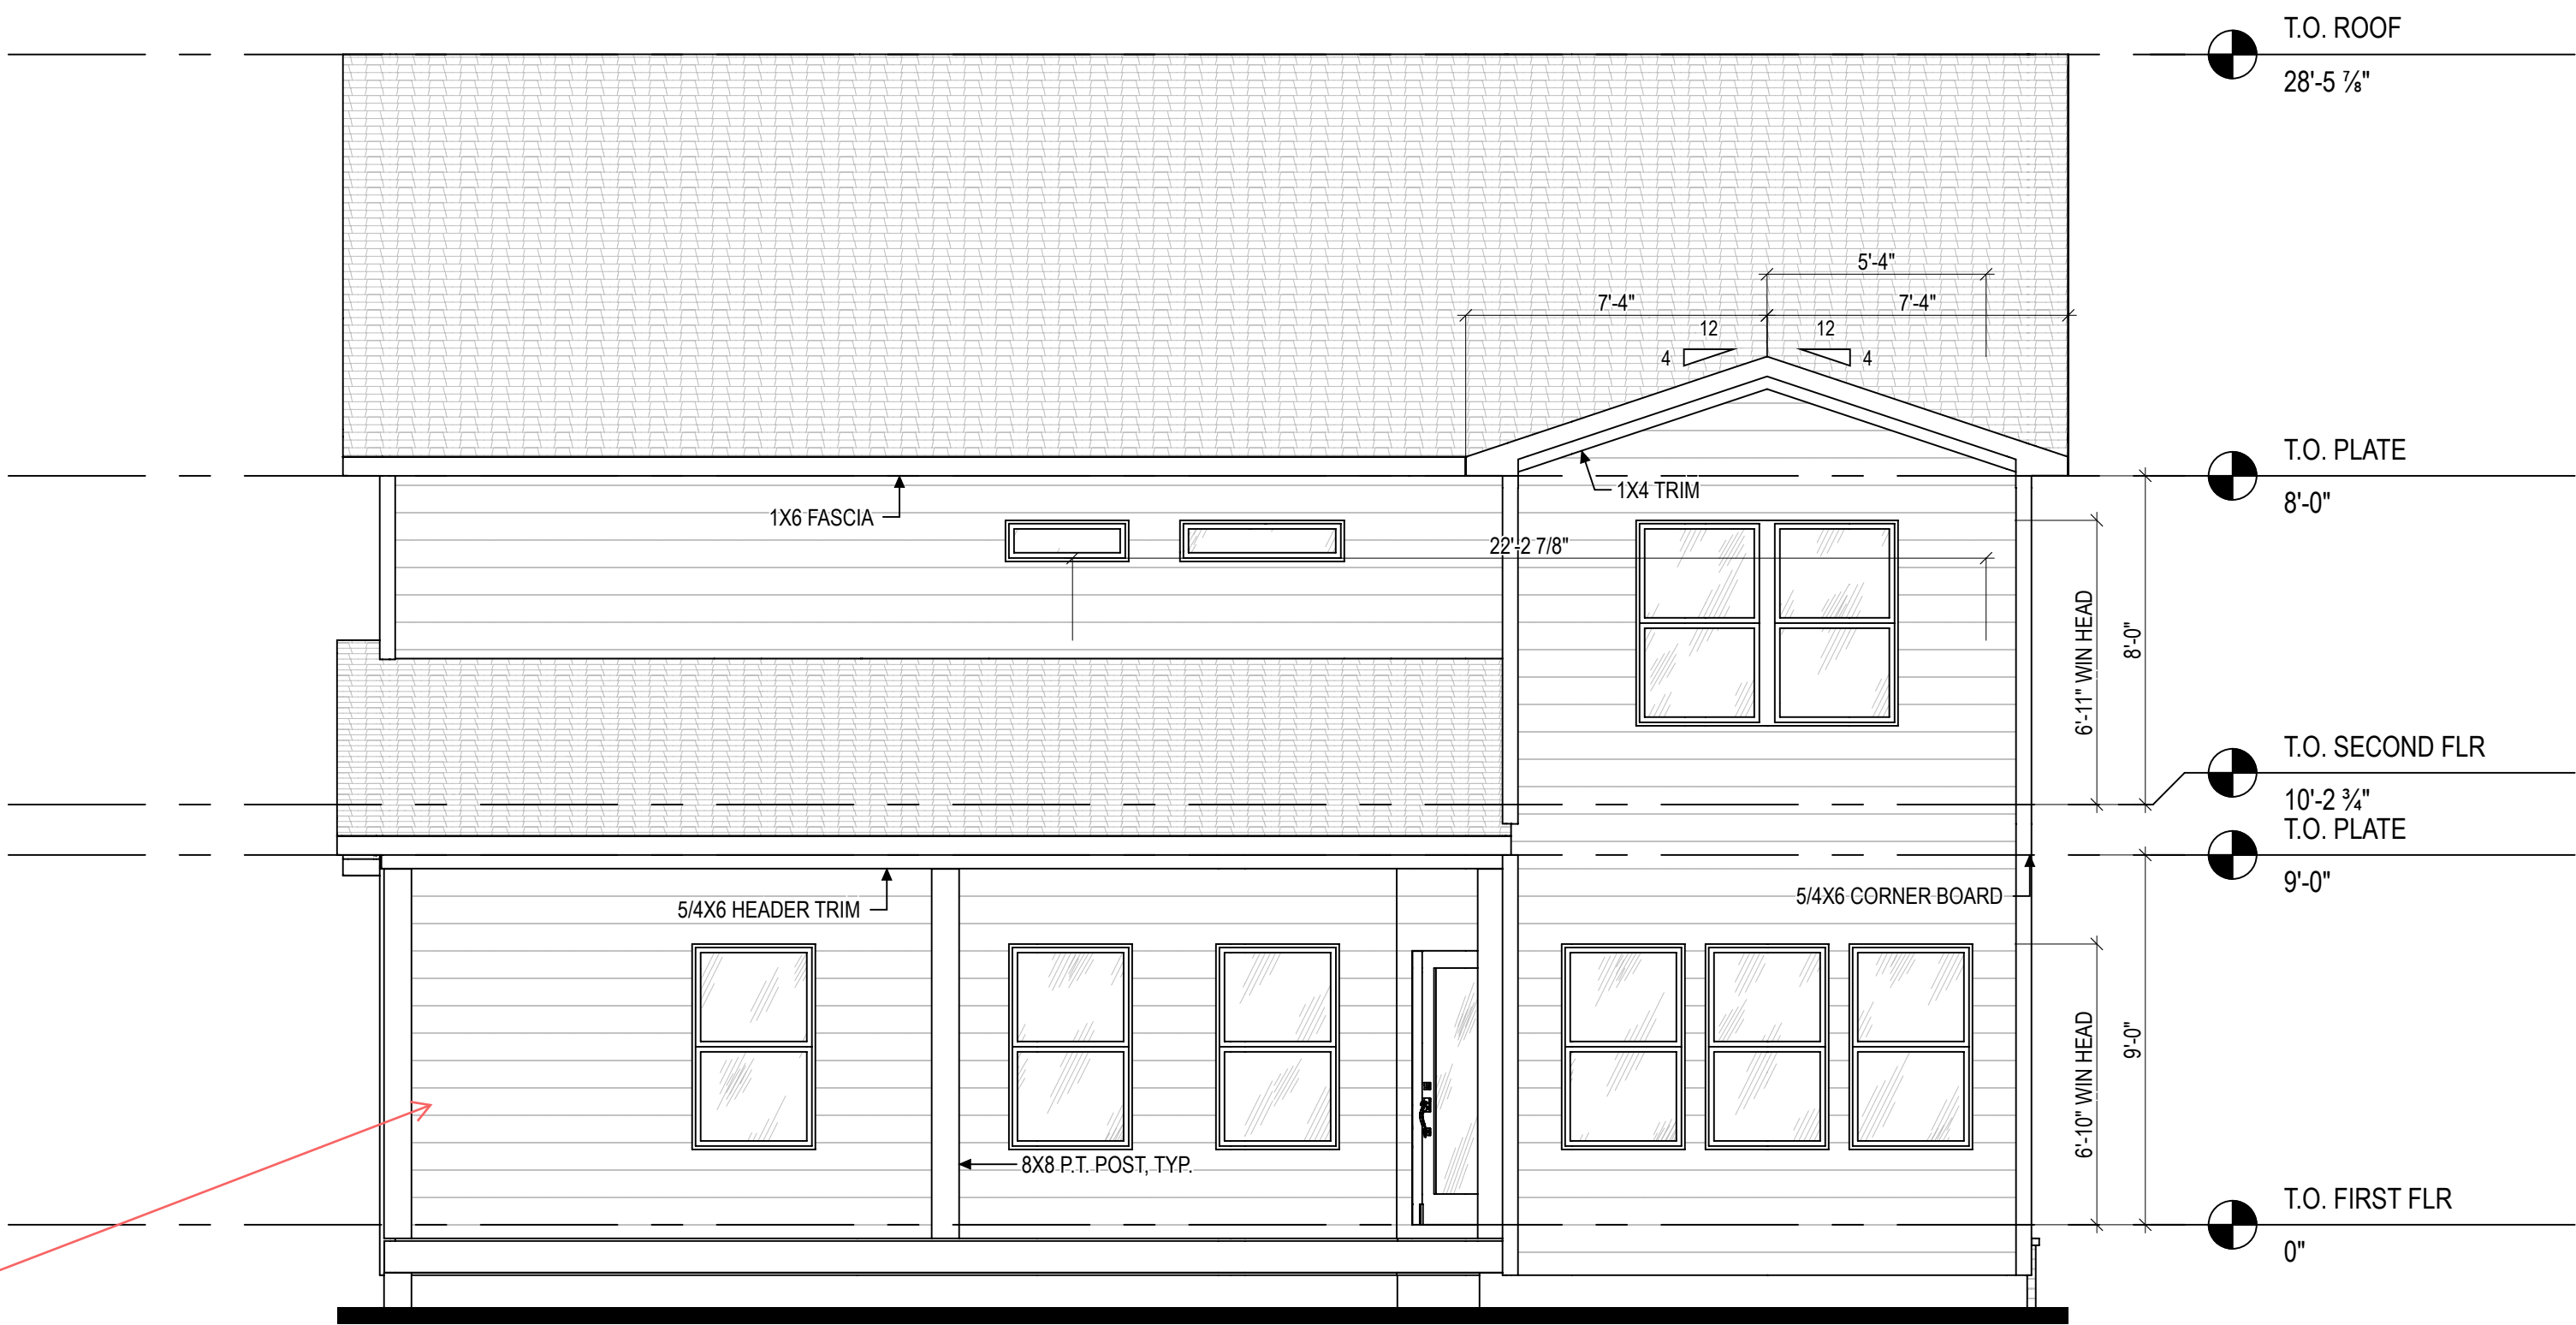 T.O. ROOF
28'-5 ⅞"
5'-4"
7'-4"
7'-4"
12
12
4
4
T.O. PLATE
8'-0"
1X4 TRIM
1X6 FASCIA
22'-2 7/8"
6'-11" WIN HEAD
8'-0"
T.O. SECOND FLR
10'-2 ¾"
T.O. PLATE
9'-0"
5/4X6 HEADER TRIM
5/4X6 CORNER BOARD
6'-10" WIN HEAD
9'-0"
8X8 P.T. POST, TYP.
T.O. FIRST FLR
0"